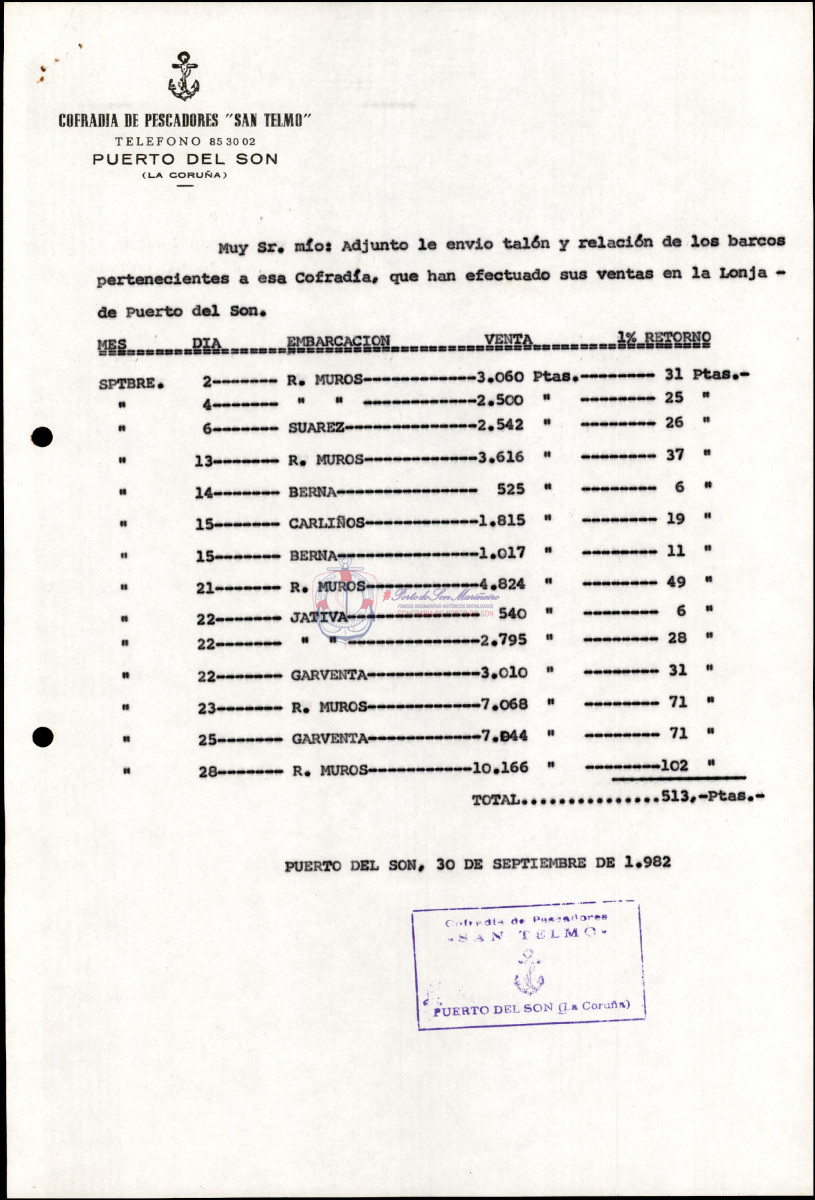 COFRADIA DE PESCADORES "SAN TELMO"
TELEFONO 85 30 02
PUERTO DEL SON
(LA CORUÑA)
Muy Sr. mío: Adjunto le envio talón y relación de los barcos
pertenecientes a esa Cofradía, que han efectuado sus ventas en la Lonja -
de Puerto del Son.
MES DIA EMBARCACION VENTA 1% RETORNO
SPTBRE. 2------- R. MUROS-------------3.060 Ptas.--------- 31 Ptas.-
" 4------- " " -------------2.500 " --------- 25 "
" 6------- SUAREZ---------------2.542 " --------- 26 "
" 13------- R. MUROS-------------3.616 " --------- 37 "
" 14------- BERNA---------------- 525 " --------- 6 "
" 15------- CARLIÑOS-------------1.815 " --------- 19 "
" 15------- BERNA----------------1.017 " --------- 11 "
" 21------- R. MUROS-------------4.824 " --------- 49 "
#PortodoSonMariñeiro
FONDOS DOCUMENTAIS HISTÓRICOS DIXITALIZADOS
" 22------- JATIVA--------------- 540 " --------- 6 "
" 22------- " " ---------------2.795 " --------- 28 "
" 22------- GARVENTA-------------3.010 " --------- 31 "
" 23------- R. MUROS-------------7.068 " --------- 71 "
" 25------- GARVENTA-------------7.044 " --------- 71 "
" 28------- R. MUROS------------10.166 " ---------102 "
TOTAL................513,-Ptas.-
PUERTO DEL SON, 30 DE SEPTIEMBRE DE 1.982
Cofradia de Pescadores
-SAN TELMO-
PUERTO DEL SON (La Coruña)